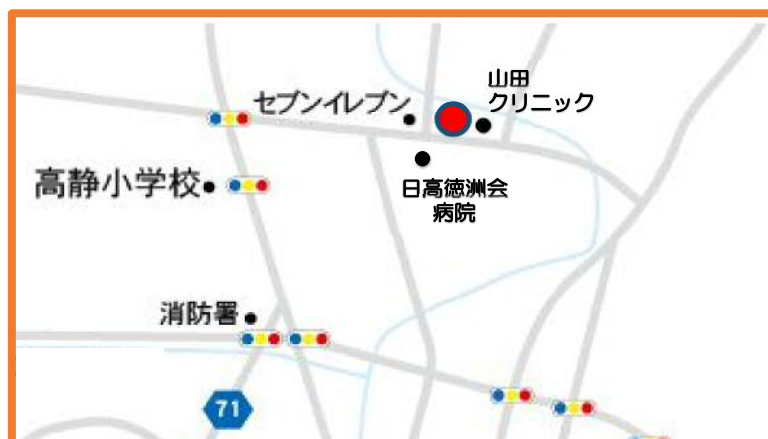 山田
クリニック
セブンイレブン
高静小学校
日高徳洲会
病院
消防署
71